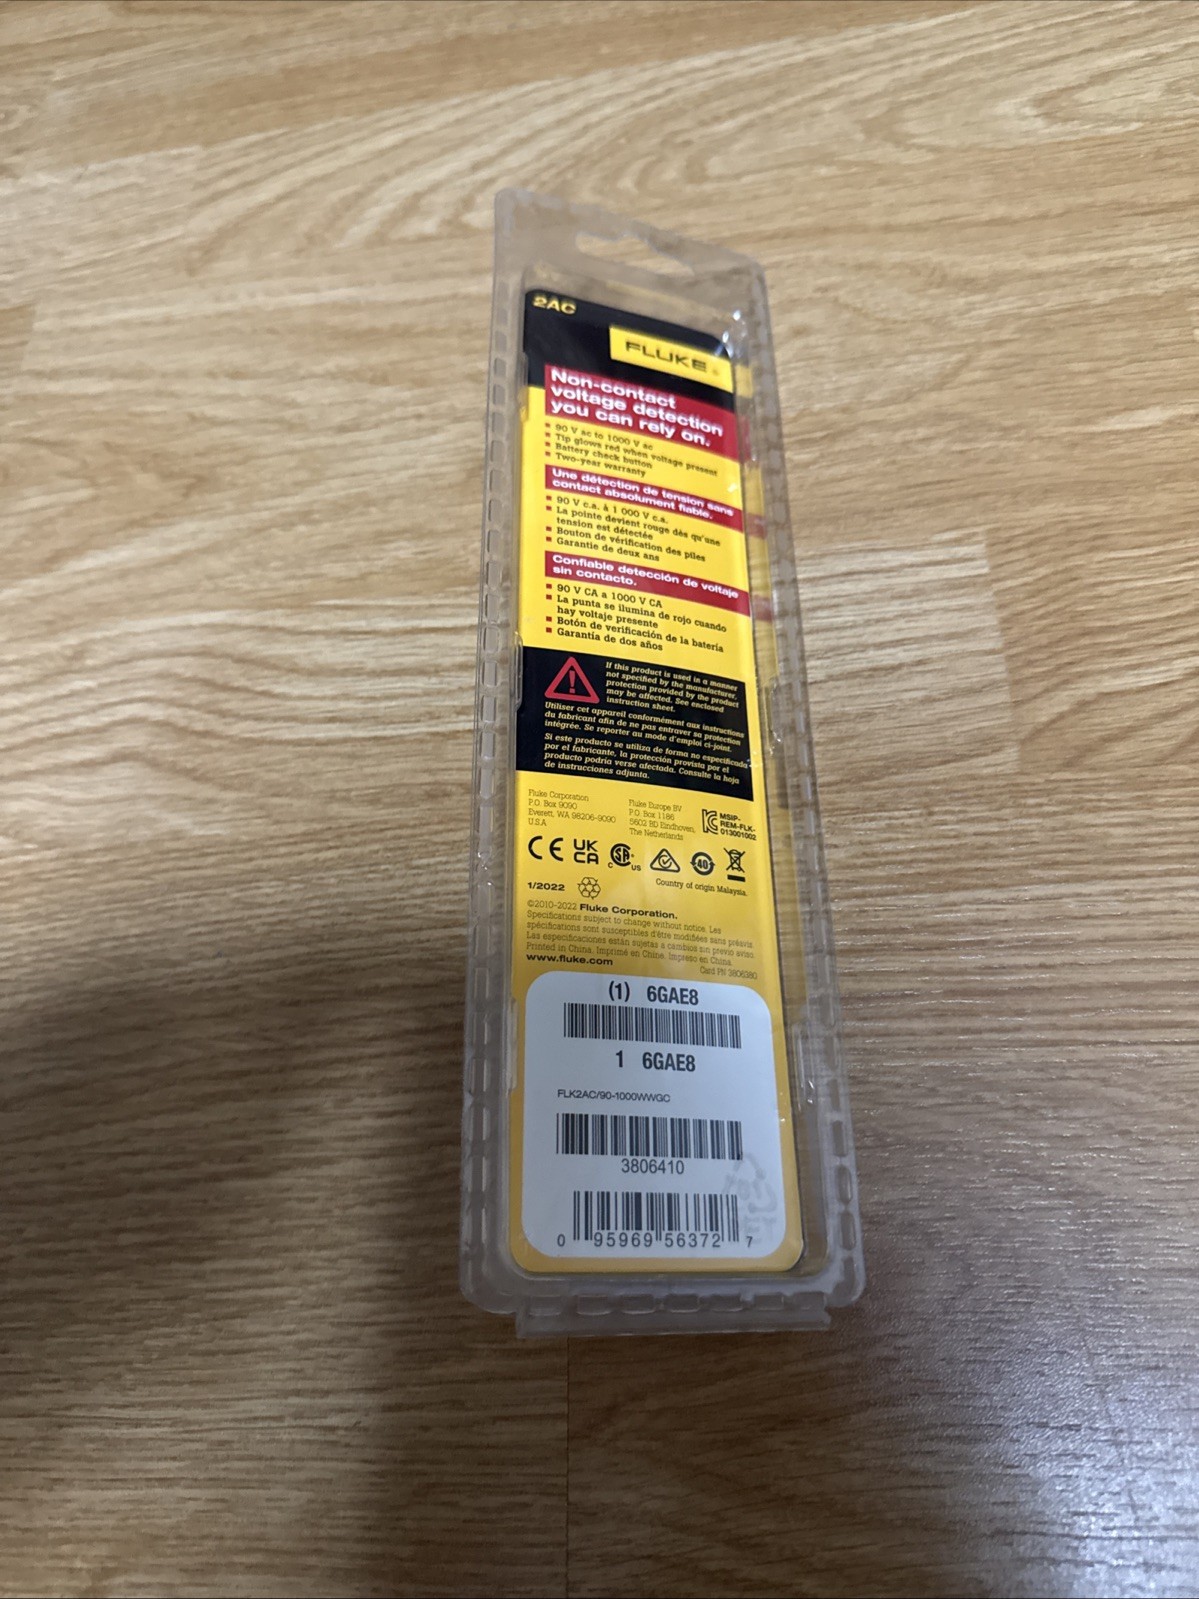 2AC
FLUKE®
Non-contact
voltage detection
you can rely on.
▪ 90 V ac to 1000 V ac
▪ Tip glows red when voltage present
▪ Battery check button
▪ Two-year warranty
Une détection de tension sans
contact absolument fiable.
▪ 90 V c.a. à 1 000 V c.a.
▪ La pointe devient rouge dès qu'une
tension est détectée
▪ Bouton de vérification des piles
▪ Garantie de deux ans
Confiable detección de voltaje
sin contacto.
▪ 90 V CA a 1000 V CA
▪ La punta se ilumina de rojo cuando
hay voltaje presente
▪ Botón de verificación de la batería
▪ Garantía de dos años
If this product is used in a manner
not specified by the manufacturer,
protection provided by the product
may be affected. See enclosed
instruction sheet.
Utiliser cet appareil conformément aux instructions
du fabricant afin de ne pas entraver sa protection
intégrée. Se reporter au mode d'emploi ci-joint.
Si este producto se utiliza de forma no especificada
por el fabricante, la protección provista por el
producto podría verse afectada. Consulte la hoja
de instrucciones adjunta.
Fluke Corporation
P.O. Box 9090
Everett, WA 98206-9090
U.S.A
Fluke Europe BV
P.O. Box 1186
5602 BD Eindhoven,
The Netherlands
MSIP-
REM-FLK-
013001002
CE UK CA C SA® US 40
1/2022
Country of origin Malaysia.
©2010-2022 Fluke Corporation.
Specifications subject to change without notice. Les
spécifications sont susceptibles d'être modifiées sans préavis.
Las especificaciones están sujetas a cambios sin previo aviso.
Printed in China. Imprimé en Chine. Impreso en China.
www.fluke.com
Card PN 3806380
(1) 6GAE8
1 6GAE8
FLK2AC/90-1000WWGC
3806410
0 95969 56372 7